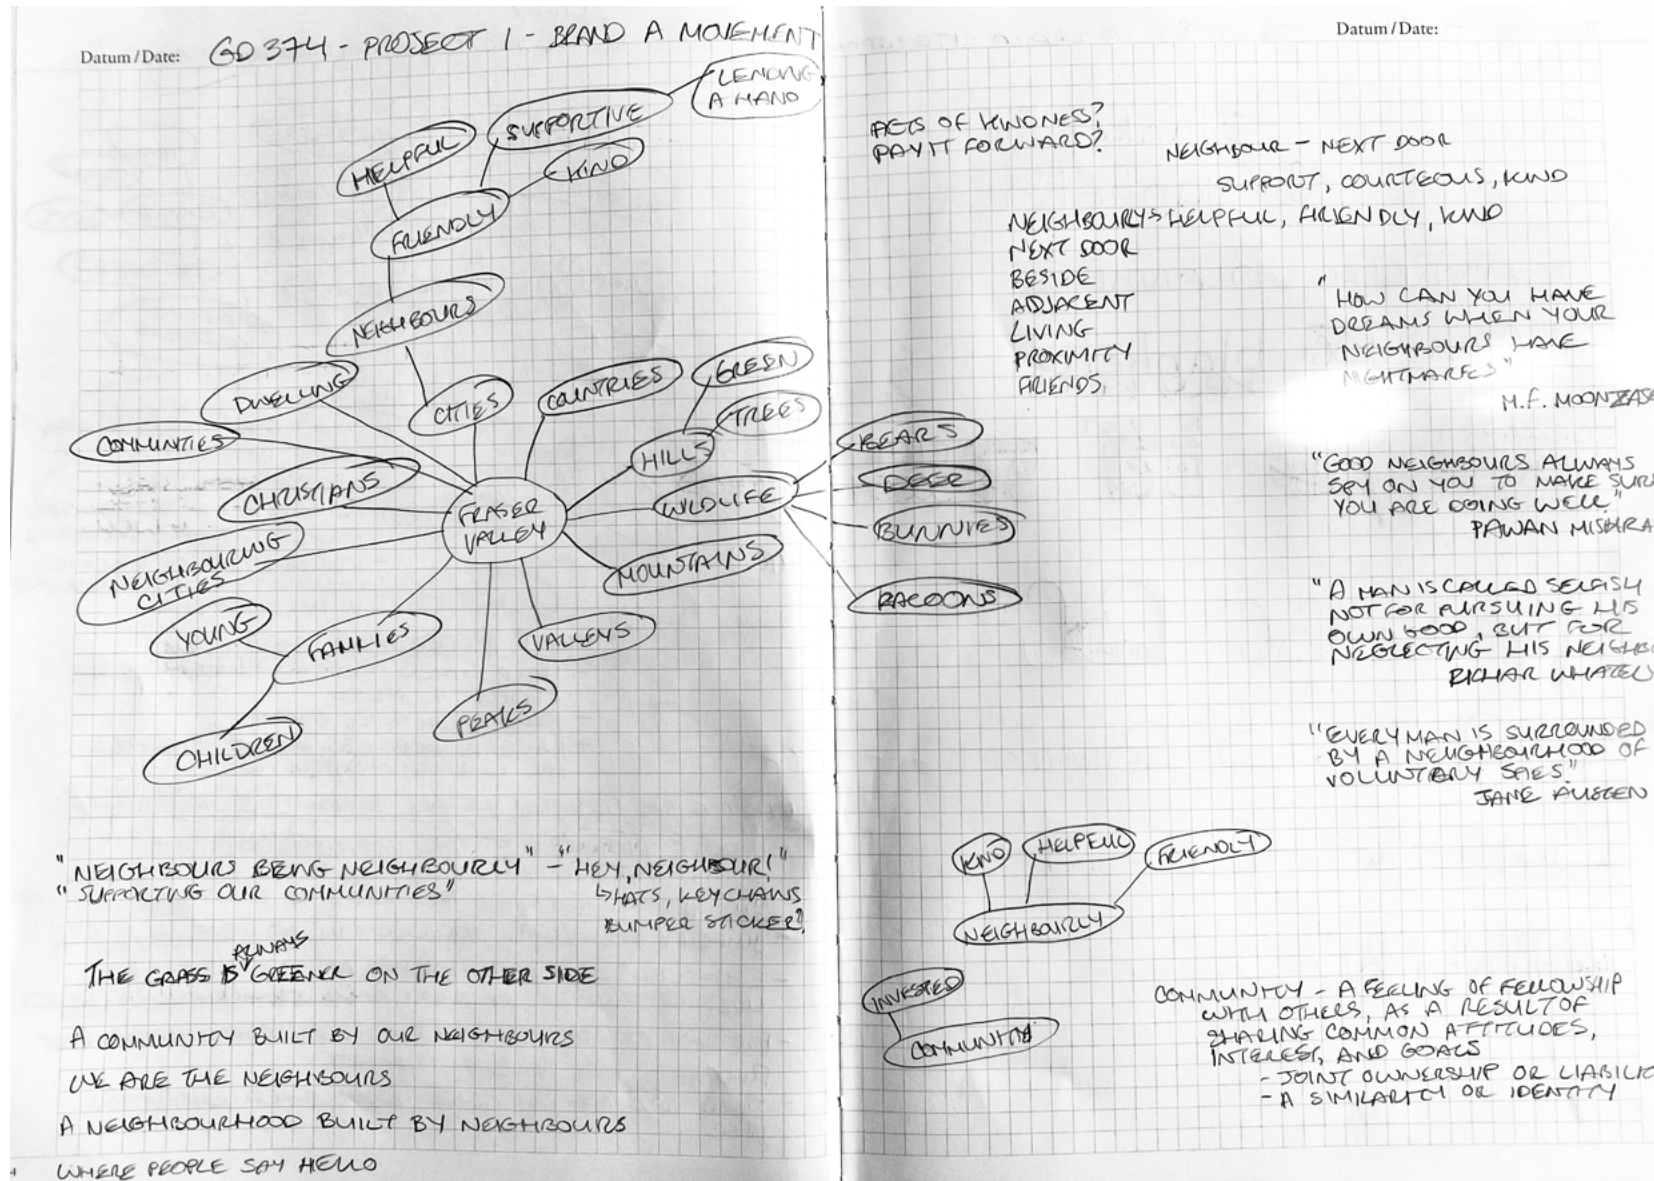 Datum / Date: GD 374 - PROJECT 1 - BRAND A MOVEMENT
LENDING
A HAND
SUPPORTIVE
HELPFUL
KIND
FRIENDLY
NEIGHBOURS
DWELLING
CITIES
COUNTRIES
GREEN
TREES
COMMUNITIES
HILLS
CHRISTIANS
WILDLIFE
FRASER
VALLEY
NEIGHBOURING
CITIES
MOUNTAINS
YOUNG
FAMILIES
VALLEYS
PEAKS
CHILDREN
"NEIGHBOURS BEING NEIGHBOURLY" - "HEY, NEIGHBOUR!"
"SUPPORTING OUR COMMUNITIES"
↳ HATS, KEYCHAINS
BUMPER STICKER?
ALWAYS
THE GRASS IS GREENER ON THE OTHER SIDE
A COMMUNITY BUILT BY OUR NEIGHBOURS
WE ARE THE NEIGHBOURS
A NEIGHBOURHOOD BUILT BY NEIGHBOURS
WHERE PEOPLE SAY HELLO
4
Datum / Date:
ACTS OF KINDNESS?
PAY IT FORWARD?
NEIGHBOUR - NEXT DOOR
SUPPORT, COURTEOUS, KIND
NEIGHBOURLY > HELPFUL, FRIENDLY, KIND
NEXT DOOR
BESIDE
ADJACENT
LIVING
PROXIMITY
FRIENDS
"HOW CAN YOU HAVE
DREAMS WHEN YOUR
NEIGHBOURS HAVE
NIGHTMARES"
M.F. MOONZAJE
BEARS
DEER
BUNNIES
RACOONS
"GOOD NEIGHBOURS ALWAYS
SPY ON YOU TO MAKE SUR
YOU ARE DOING WELL"
PAWAN MISHRA
"A MAN IS CALLED SELFISH
NOT FOR PURSUING HIS
OWN GOOD, BUT FOR
NEGLECTING HIS NEIGHB
RICHAR WHATEL
"EVERY MAN IS SURROUNDED
BY A NEIGHBOURHOOD OF
VOLUNTARY SPIES."
JANE AUSTEN
KIND
HELPFUL
FRIENDLY
NEIGHBOURLY
INVESTED
COMMUNITY
COMMUNITY - A FEELING OF FELLOWSHIP
WITH OTHERS, AS A RESULT OF
SHARING COMMON ATTITUDES,
INTEREST, AND GOALS
- JOINT OWNERSHIP OR LIABILIT
- A SIMILARITY OR IDENTITY